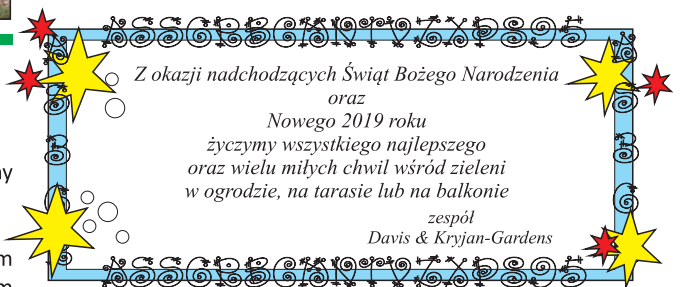 Z okazji nadchodzących Świąt Bożego Narodzenia
oraz
Nowego 2019 roku
życzymy wszystkiego najlepszego
oraz wielu miłych chwil wśród zieleni
w ogrodzie, na tarasie lub na balkonie
zespół
Davis & Kryjan-Gardens